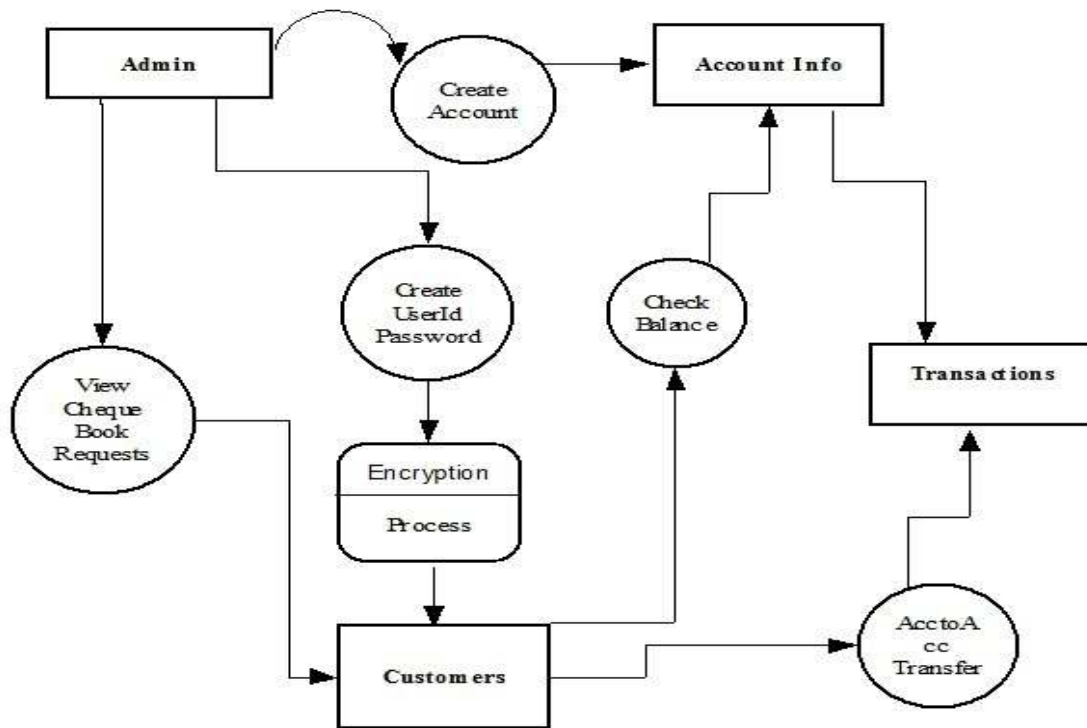 Admin
Create
Account
Account Info
Create
UserId
Password
Check
Balance
Transactions
View
Cheque
Book
Requests
Encryption
Process
Customers
AcctoA
cc
Transfer